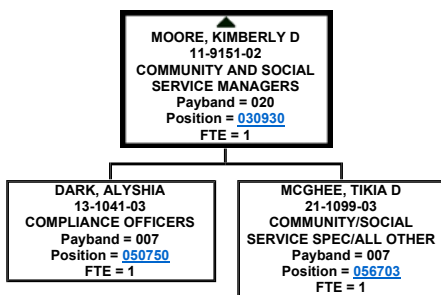 MOORE, KIMBERLY D
11-9151-02
COMMUNITY AND SOCIAL
SERVICE MANAGERS
Payband = 020
Position = 030930
FTE = 1
DARK, ALYSHIA
13-1041-03
COMPLIANCE OFFICERS
Payband = 007
Position = 050750
FTE = 1
MCGHEE, TIKIA D
21-1099-03
COMMUNITY/SOCIAL
SERVICE SPEC/ALL OTHER
Payband = 007
Position = 056703
FTE = 1